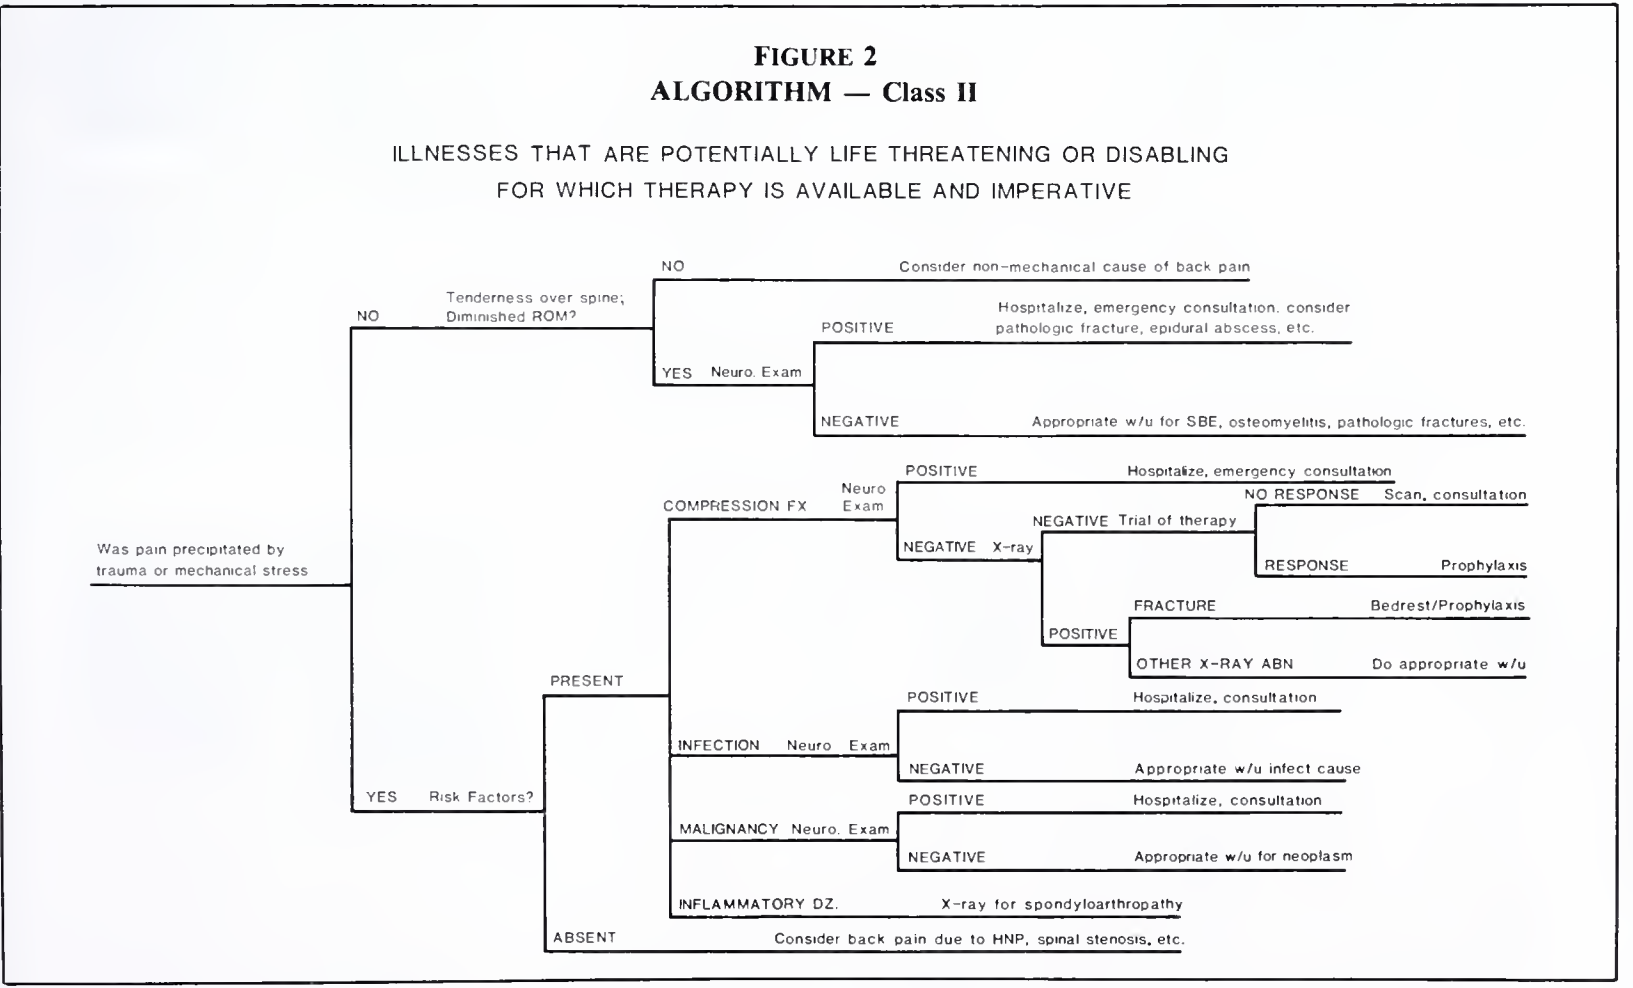 FIGURE 2
ALGORITHM — Class II
ILLNESSES THAT ARE POTENTIALLY LIFE THREATENING OR DISABLING
FOR WHICH THERAPY IS AVAILABLE AND IMPERATIVE
NO Consider non-mechanical cause of back pain
Tenderness over spine;
NO Diminished ROM?
Hospitalize, emergency consultation, consider
POSITIVE pathologic fracture, epidural abscess, etc.
YES Neuro. Exam
NEGATIVE Appropriate w/u for SBE, osteomyelitis, pathologic fractures, etc.
POSITIVE Hospitalize, emergency consultation
Neuro
COMPRESSION FX Exam
NO RESPONSE Scan, consultation
NEGATIVE Trial of therapy
NEGATIVE X-ray
RESPONSE Prophylaxis
Was pain precipitated by
trauma or mechanical stress
FRACTURE Bedrest/Prophylaxis
POSITIVE
OTHER X-RAY ABN Do appropriate w/u
PRESENT
POSITIVE Hospitalize, consultation
INFECTION Neuro Exam
NEGATIVE Appropriate w/u infect cause
YES Risk Factors?
POSITIVE Hospitalize, consultation
MALIGNANCY Neuro. Exam
NEGATIVE Appropriate w/u for neoplasm
INFLAMMATORY DZ. X-ray for spondyloarthropathy
ABSENT Consider back pain due to HNP, spinal stenosis, etc.